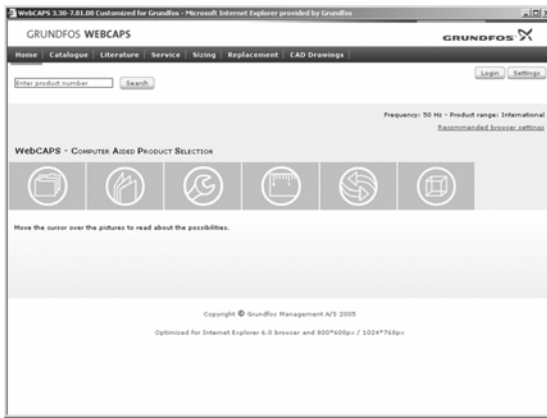 WebCAPS 3.30-7.01.00 Customized for Grundfos - Microsoft Internet Explorer provided by Grundfos
GRUNDFOS WEBCAPS
GRUNDFOS
Home Catalogue Literature Service Sizing Replacement CAD Drawings
Login Settings
Enter product number Search
Frequency: 50 Hz - Product range: International
Recommended browser settings
WebCAPS - Computer Aided Product Selection
Move the cursor over the pictures to read about the possibilities.
Copyright © Grundfos Management A/S 2005
Optimized for Internet Explorer 6.0 browser and 800*600px / 1024*768px